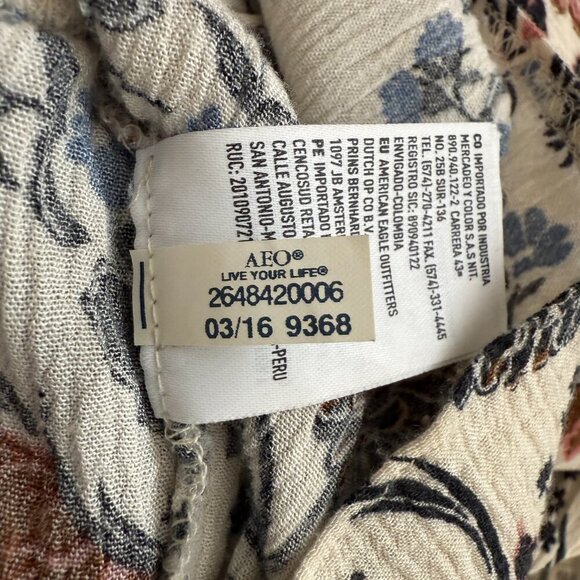 AEO®
LIVE YOUR LIFE®
2648420006
03/16 9368
CO IMPORTADO POR INDUSTRIA
MERCADEO Y COLOR S.A.S NIT.
890.940.122-2 CARRERA 43ª
NO. 25B SUR-136
TEL. (574)-270-4211 FAX. (574)-331-4445
ENVIGADO-COLOMBIA
REGISTRO SIC: 890940122
EU AMERICAN EAGLE OUTFITTERS
DUTCH OP CO B.V.
PRINS BERNHAR
1097 JB AMSTER
PE IMPORTADO
CENCOSUD RETA
CALLE AUGUSTO
SAN ANTONIO-M
-PERU
RUC: 201090721